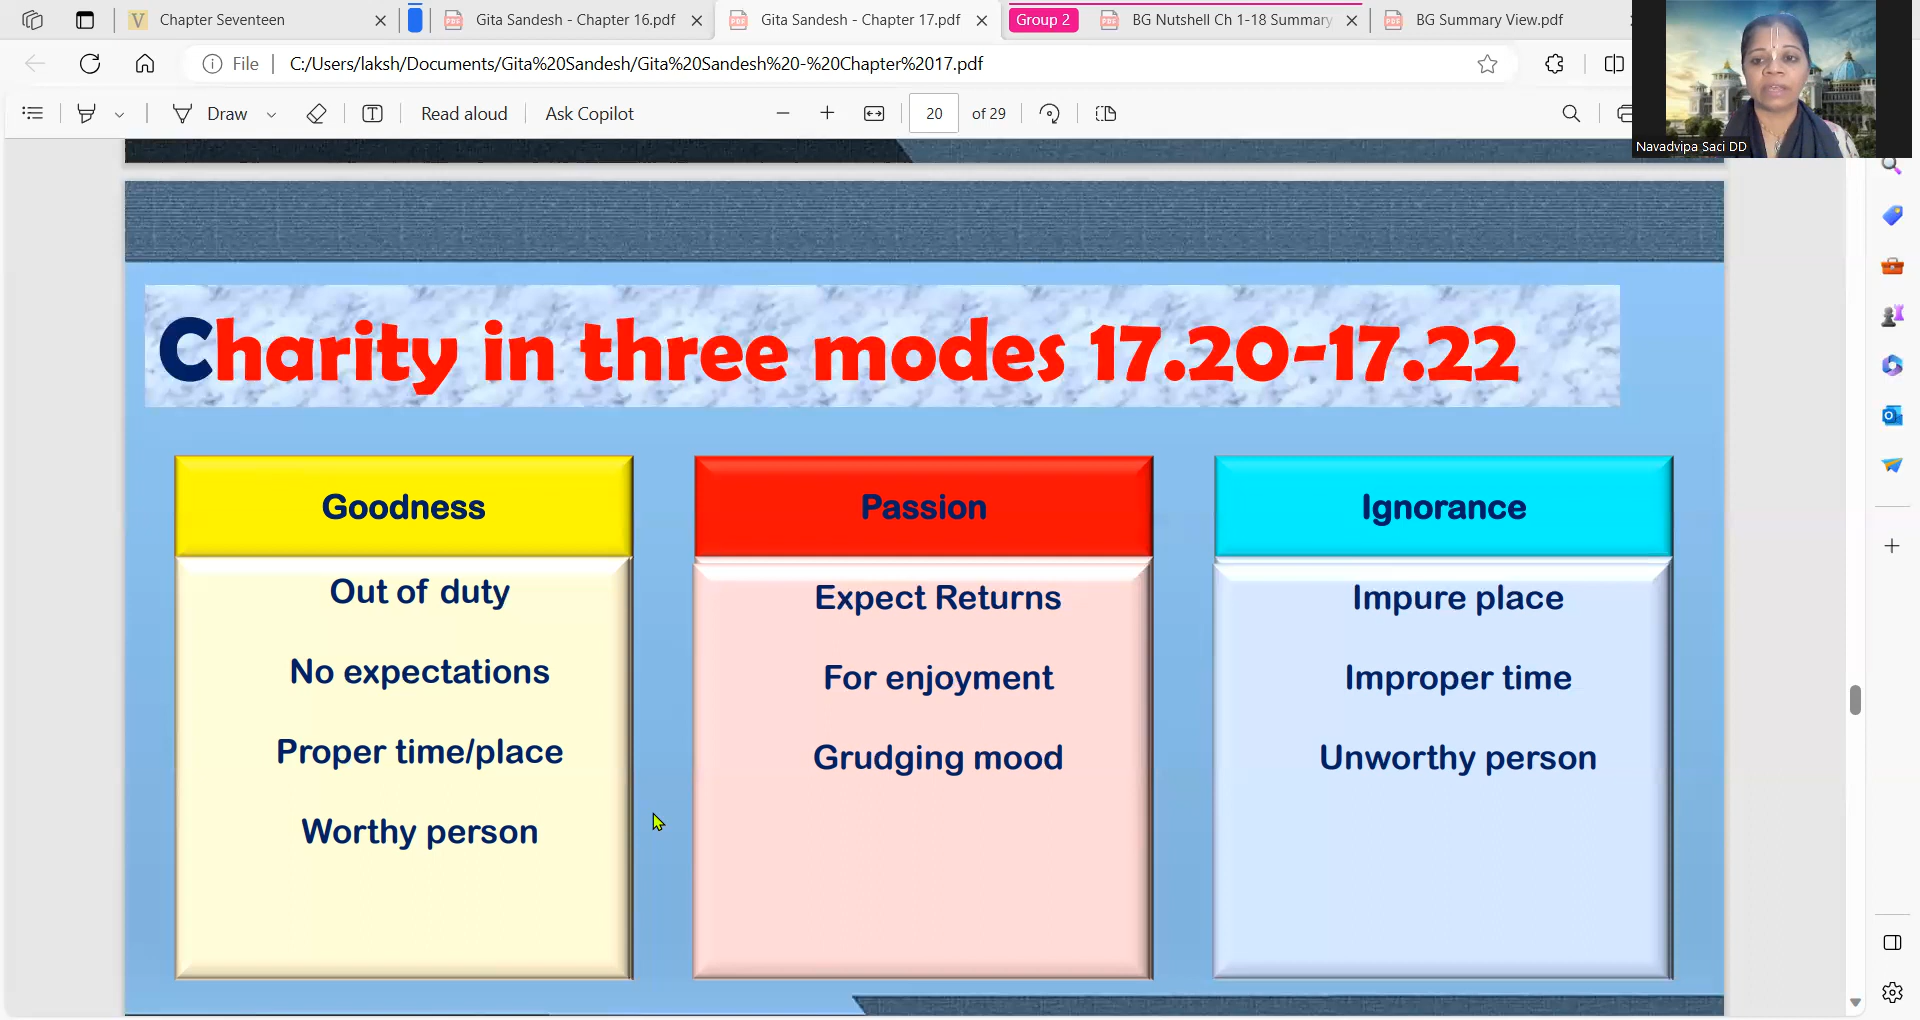 Chapter Seventeen
Gita Sandesh - Chapter 16.pdf
Gita Sandesh - Chapter 17.pdf
Group 2
BG Nutshell Ch 1-18 Summary
BG Summary View.pdf
File
C:/Users/laksh/Documents/Gita%20Sandesh/Gita%20Sandesh%20-%20Chapter%2017.pdf
Draw
Read aloud
Ask Copilot
20
of 29
Navadvipa Saci DD
Charity in three modes 17.20-17.22
Goodness
Out of duty
No expectations
Proper time/place
Worthy person
Passion
Expect Returns
For enjoyment
Grudging mood
Ignorance
Impure place
Improper time
Unworthy person